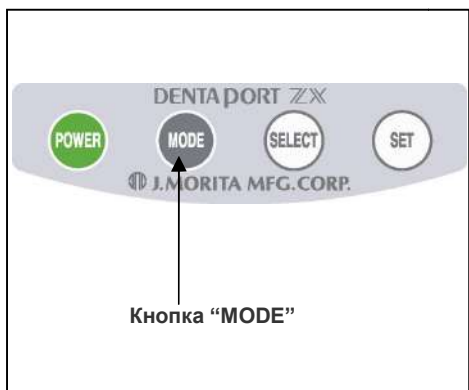 DENTAPORT ZX
POWER MODE SELECT SET
J.MORITA MFG.CORP.
Кнопка “MODE”